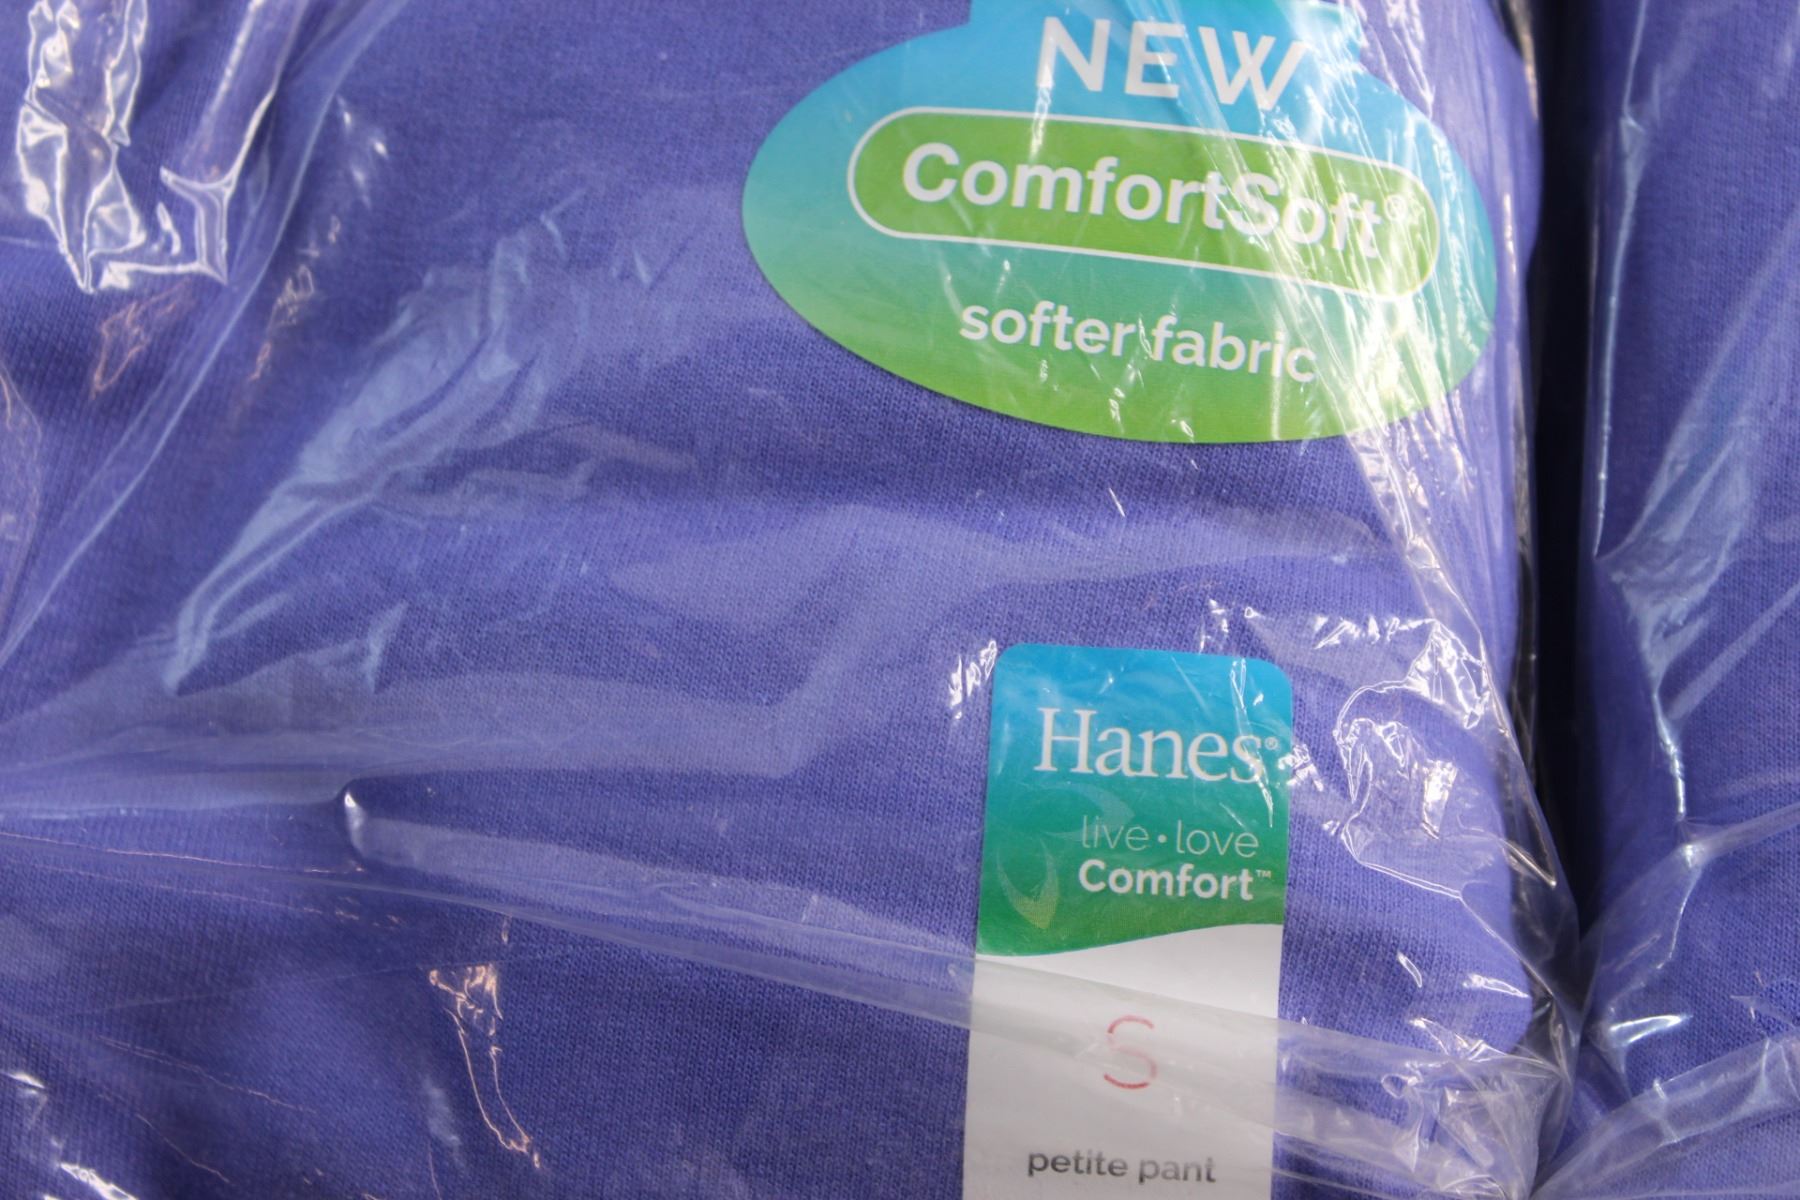 NEW
ComfortSoft®
softer fabric
Hanes®
live • love
Comfort™
S
petite pant